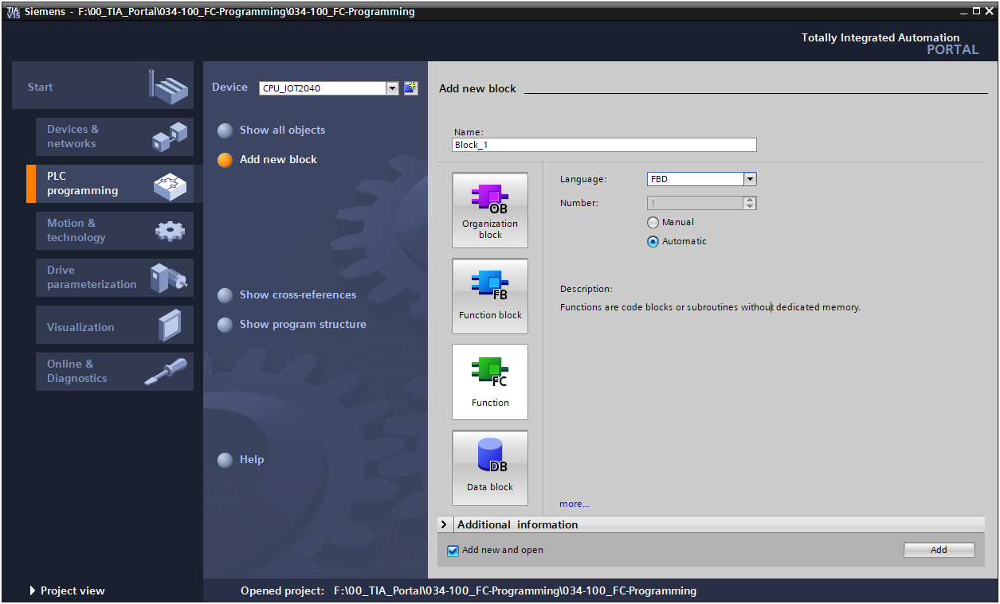 TIA
V15
Siemens - F:\00_TIA_Portal\034-100_FC-Programming\034-100_FC-Programming
Totally Integrated Automation
PORTAL
Start
Devices &
networks
PLC
programming
Motion &
technology
Drive
parameterization
Visualization
Online &
Diagnostics
Project view
Device CPU_IOT2040
Show all objects
Add new block
Show cross-references
Show program structure
Help
Add new block
Name:
Block_1
OB
Organization
block
FB
Function block
FC
Function
DB
Data block
Language: FBD
Number: 1
Manual
Automatic
Description:
Functions are code blocks or subroutines without dedicated memory.
more...
Additional information
Add new and open
Add
Opened project: F:\00_TIA_Portal\034-100_FC-Programming\034-100_FC-Programming